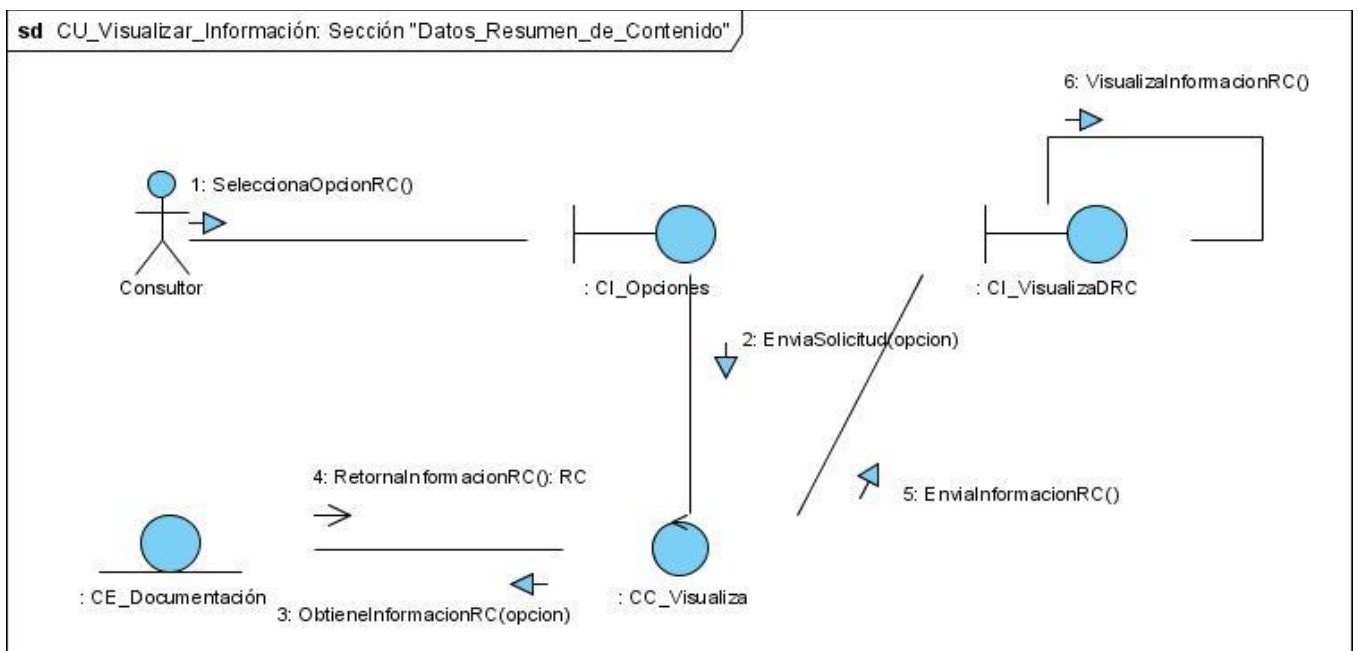 sd CU_Visualizar_Información: Sección "Datos_Resumen_de_Contenido"
6: VisualizaInformacionRC()
1: SeleccionaOpcionRC()
Consultor
: CI_Opciones
: CI_VisualizaDRC
2: EnviaSolicitud(opcion)
4: RetornaInformacionRC(): RC
5: EnviaInformacionRC()
: CE_Documentación
: CC_Visualiza
3: ObtieneInformacionRC(opcion)